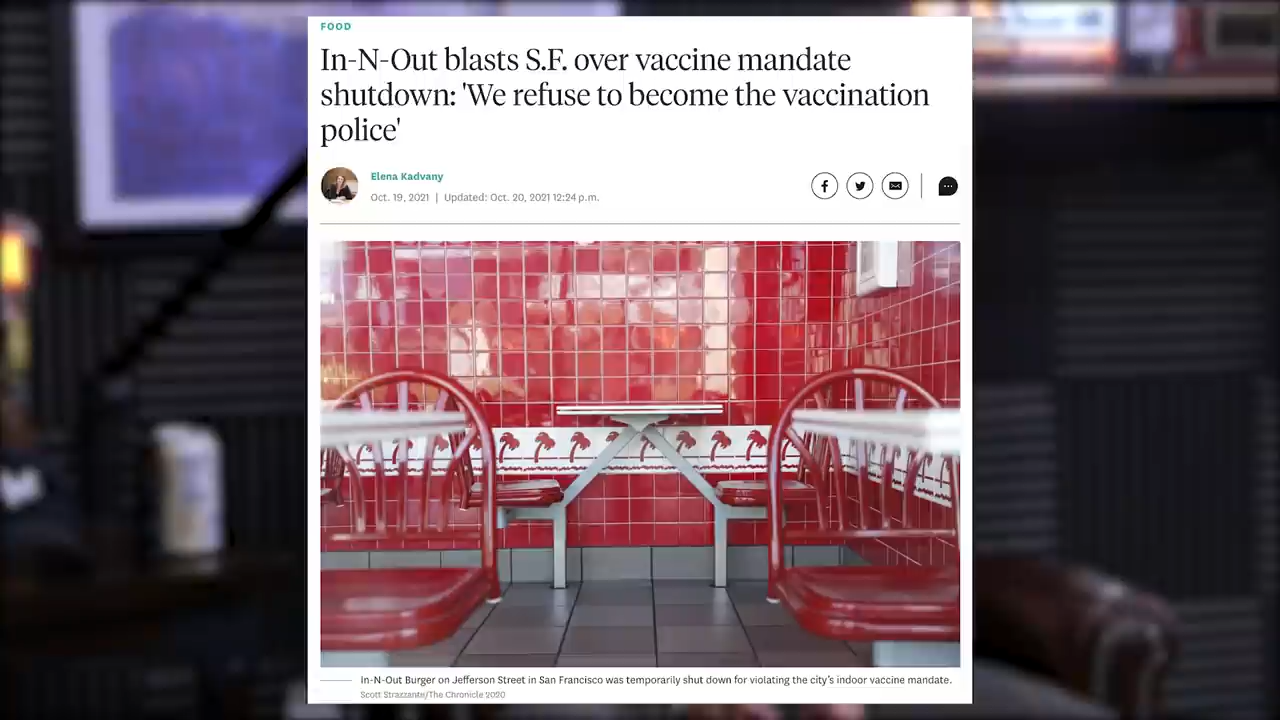 FOOD
In-N-Out blasts S.F. over vaccine mandate
shutdown: 'We refuse to become the vaccination
police'
Elena Kadvany
Oct. 19, 2021 | Updated: Oct. 20, 2021 12:24 p.m.
In-N-Out Burger on Jefferson Street in San Francisco was temporarily shut down for violating the city's indoor vaccine mandate.
Scott Strazzante/The Chronicle 2020